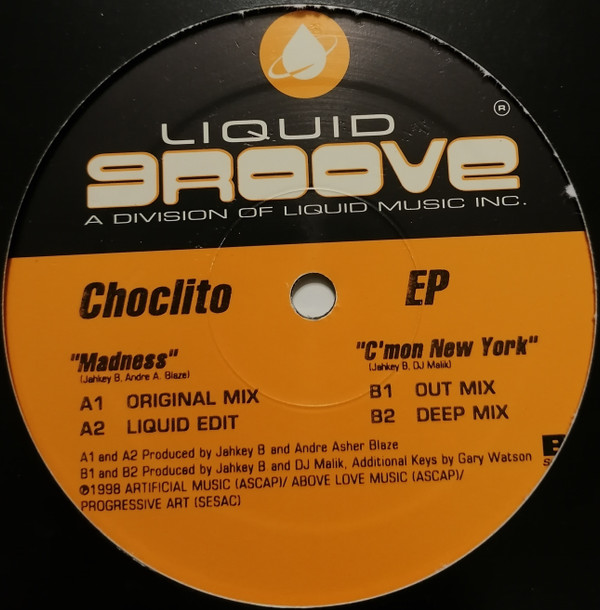 ®
LIQUID
GROOVE
A DIVISION OF LIQUID MUSIC INC.
Choclito EP
"Madness"
(Jahkey B, Andre A. Blaze)
A1 ORIGINAL MIX
A2 LIQUID EDIT
"C'mon New York"
(Jahkey B, DJ Malik)
B1 OUT MIX
B2 DEEP MIX
A1 and A2 Produced by Jahkey B and Andre Asher Blaze
B1 and B2 Produced by Jahkey B and DJ Malik, Additional Keys by Gary Watson
℗1998 ARTIFICIAL MUSIC (ASCAP)/ ABOVE LOVE MUSIC (ASCAP)/
PROGRESSIVE ART (SESAC)